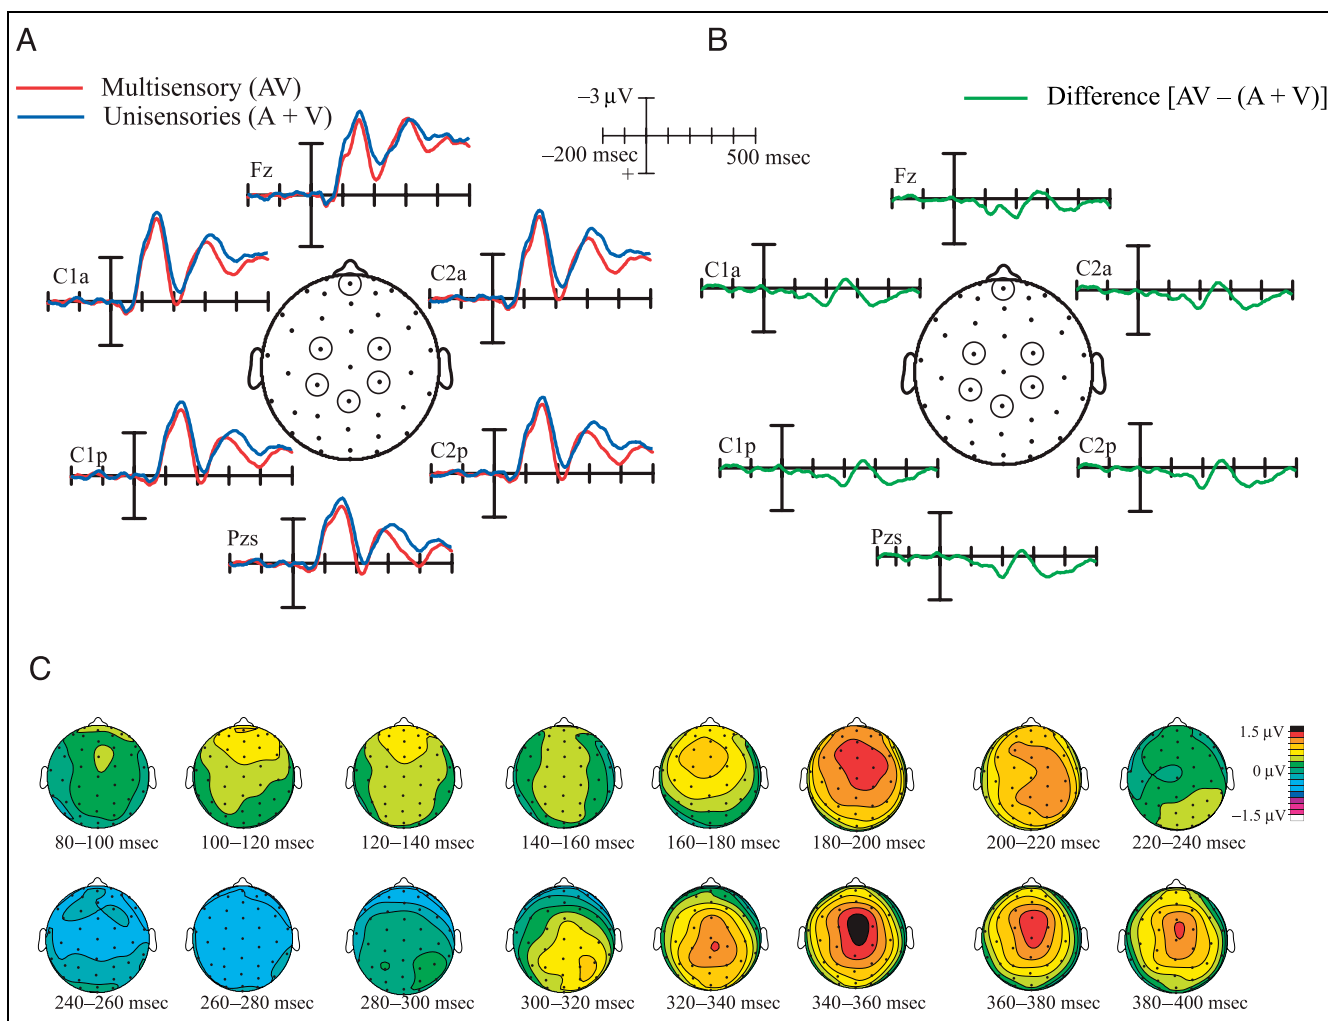 A
B
Multisensory (AV)
Unisensories (A + V)
−3 µV
−200 msec
500 msec
+
Difference [AV – (A + V)]
Fz
Fz
C1a
C2a
C1a
C2a
C1p
C2p
C1p
C2p
Pzs
Pzs
C
1.5 µV
0 µV
−1.5 µV
80–100 msec
100–120 msec
120–140 msec
140–160 msec
160–180 msec
180–200 msec
200–220 msec
220–240 msec
240–260 msec
260–280 msec
280–300 msec
300–320 msec
320–340 msec
340–360 msec
360–380 msec
380–400 msec